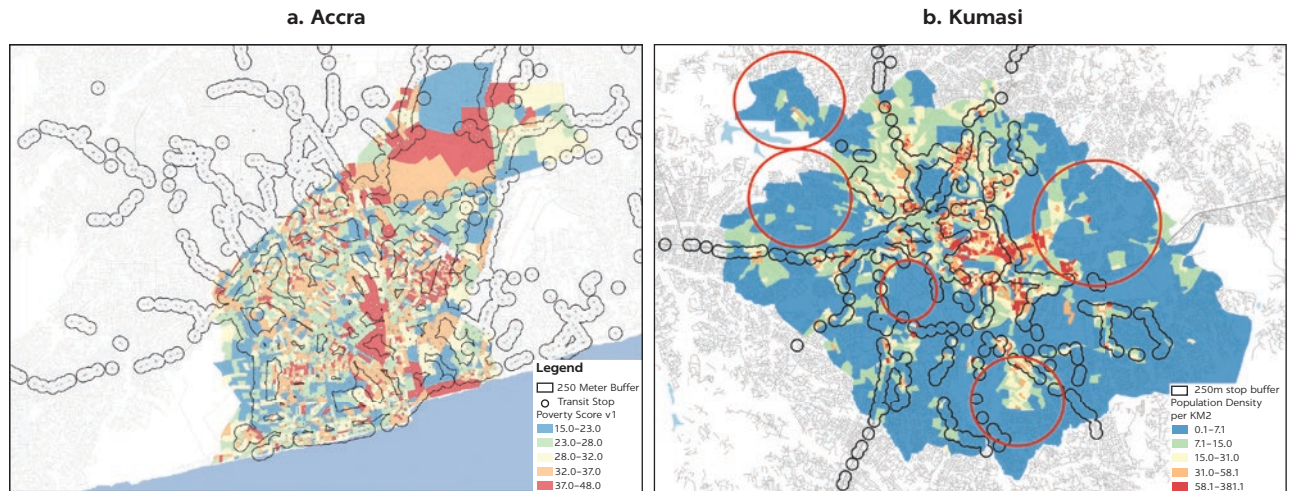 a. Accra
Legend
250 Meter Buffer
Transit Stop
Poverty Score v1
15.0–23.0
23.0–28.0
28.0–32.0
32.0–37.0
37.0–48.0
b. Kumasi
250m stop buffer
Population Density
per KM2
0.1–7.1
7.1–15.0
15.0–31.0
31.0–58.1
58.1–381.1